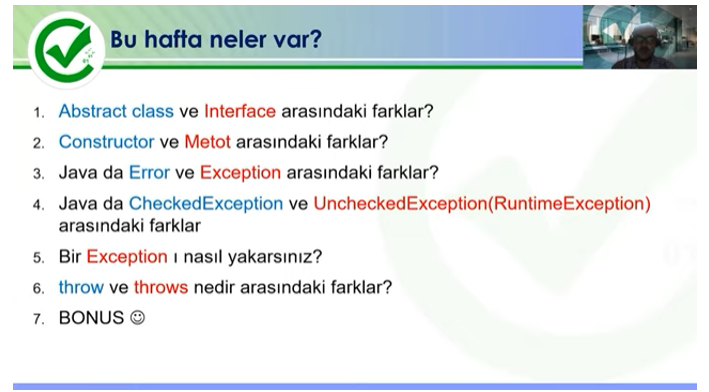 Bu hafta neler var?
1. Abstract class ve Interface arasındaki farklar?
2. Constructor ve Metot arasındaki farklar?
3. Java da Error ve Exception arasındaki farklar?
4. Java da CheckedException ve UncheckedException(RuntimeException)
arasındaki farklar
5. Bir Exception ı nasıl yakarsınız?
6. throw ve throws nedir arasındaki farklar?
7. BONUS ☺